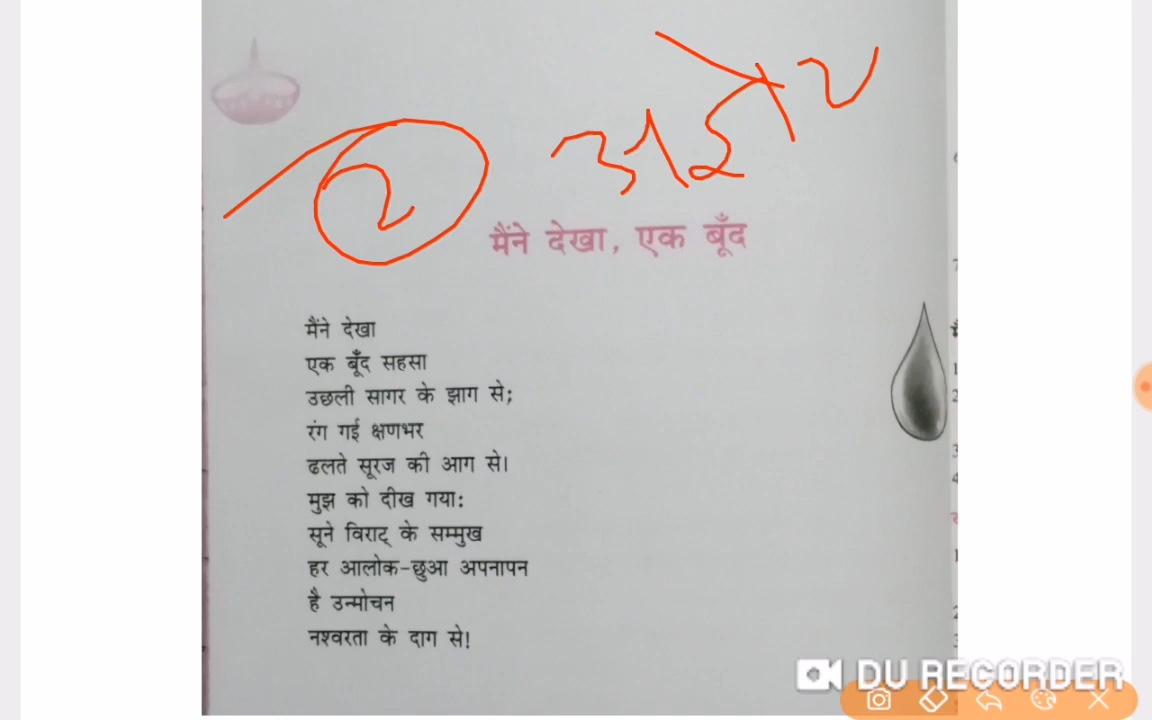 २ अज्ञेय
मैंने देखा, एक बूँद
मैंने देखा
एक बूँद सहसा
उछली सागर के झाग से;
रंग गई क्षणभर
ढलते सूरज की आग से।
मुझ को दीख गया:
सूने विराट् के सम्मुख
हर आलोक-छुआ अपनापन
है उन्मोचन
नश्वरता के दाग से!
DU RECORDER